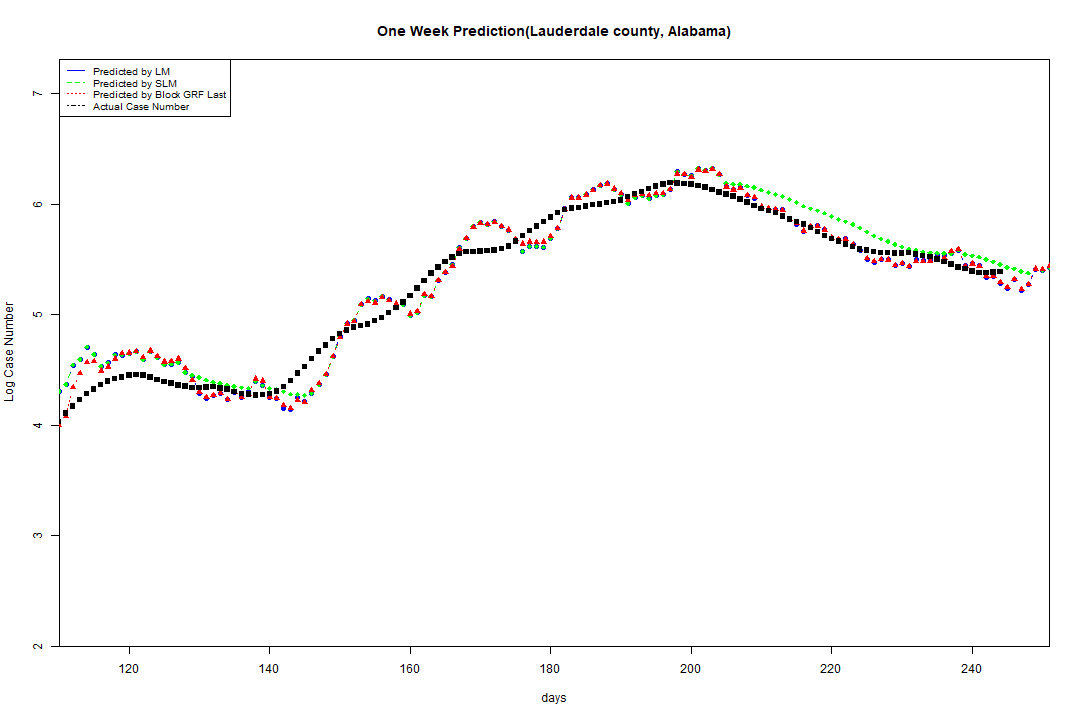 One Week Prediction(Lauderdale county, Alabama)
Predicted by LM
Predicted by SLM
Predicted by Block GRF Last
Actual Case Number
7
6
5
4
3
2
Log Case Number
120 140 160 180 200 220 240
days